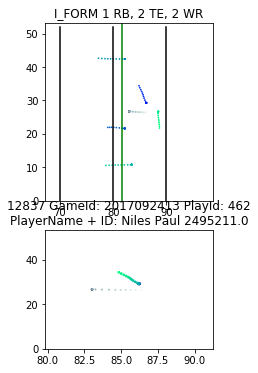 I_FORM 1 RB, 2 TE, 2 WR
50
40
30
20
10
0
70 80 90
12837 GameId: 2017092413 PlayId: 462
PlayerName + ID: Niles Paul 2495211.0
40
20
0
80.0 82.5 85.0 87.5 90.0